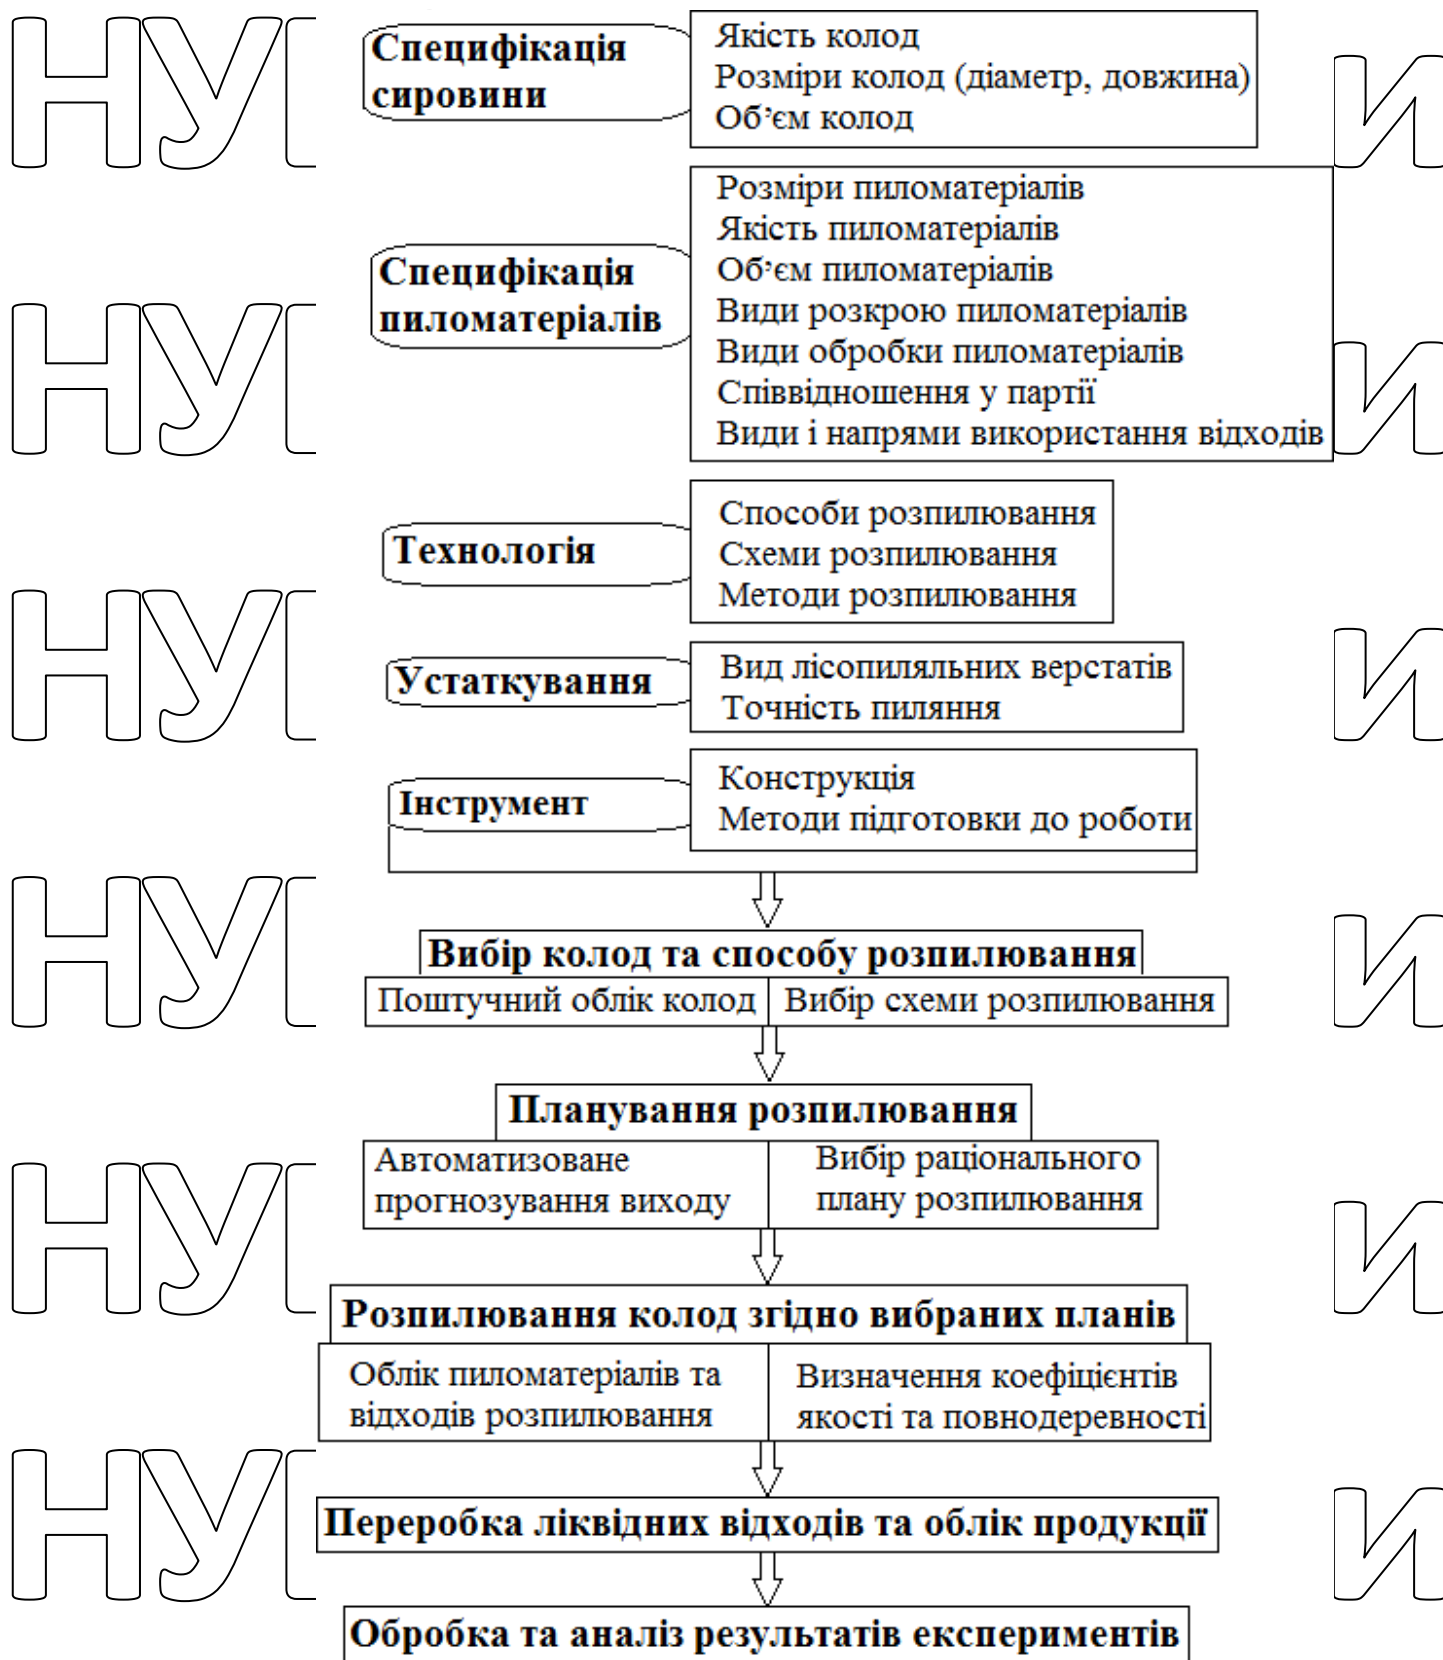 Специфікація
сировини
Якість колод
Розміри колод (діаметр, довжина)
Об’єм колод
Специфікація
пиломатеріалів
Розміри пиломатеріалів
Якість пиломатеріалів
Об’єм пиломатеріалів
Види розкрою пиломатеріалів
Види обробки пиломатеріалів
Співвідношення у партії
Види і напрями використання відходів
Технологія
Способи розпилювання
Схеми розпилювання
Методи розпилювання
Устаткування
Вид лісопиляльних верстатів
Точність пиляння
Інструмент
Конструкція
Методи підготовки до роботи
Вибір колод та способу розпилювання
Поштучний облік колод
Вибір схеми розпилювання
Планування розпилювання
Автоматизоване
прогнозування виходу
Вибір раціонального
плану розпилювання
Розпилювання колод згідно вибраних планів
Облік пиломатеріалів та
відходів розпилювання
Визначення коефіцієнтів
якості та повнодеревності
Переробка ліквідних відходів та облік продукції
Обробка та аналіз результатів експериментів